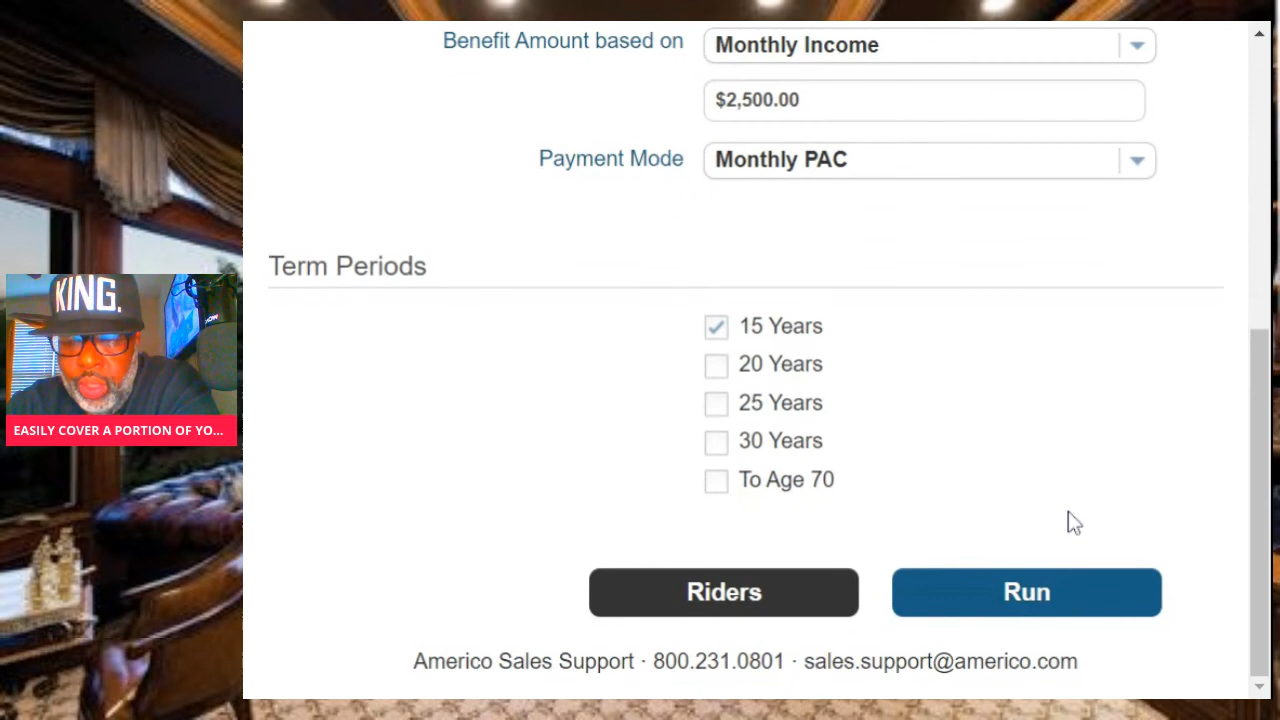 Benefit Amount based on
Monthly Income
$2,500.00
Payment Mode
Monthly PAC
Term Periods
15 Years
20 Years
25 Years
30 Years
To Age 70
Riders
Run
Americo Sales Support · 800.231.0801 · sales.support@americo.com
KING.
EASILY COVER A PORTION OF YO...